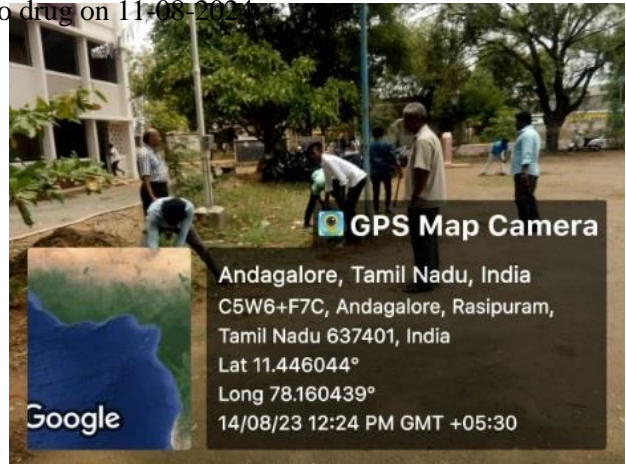 o drug on 11-08-2024
GPS Map Camera
Andagalore, Tamil Nadu, India
C5W6+F7C, Andagalore, Rasipuram,
Tamil Nadu 637401, India
Lat 11.446044°
Long 78.160439°
14/08/23 12:24 PM GMT +05:30
Google